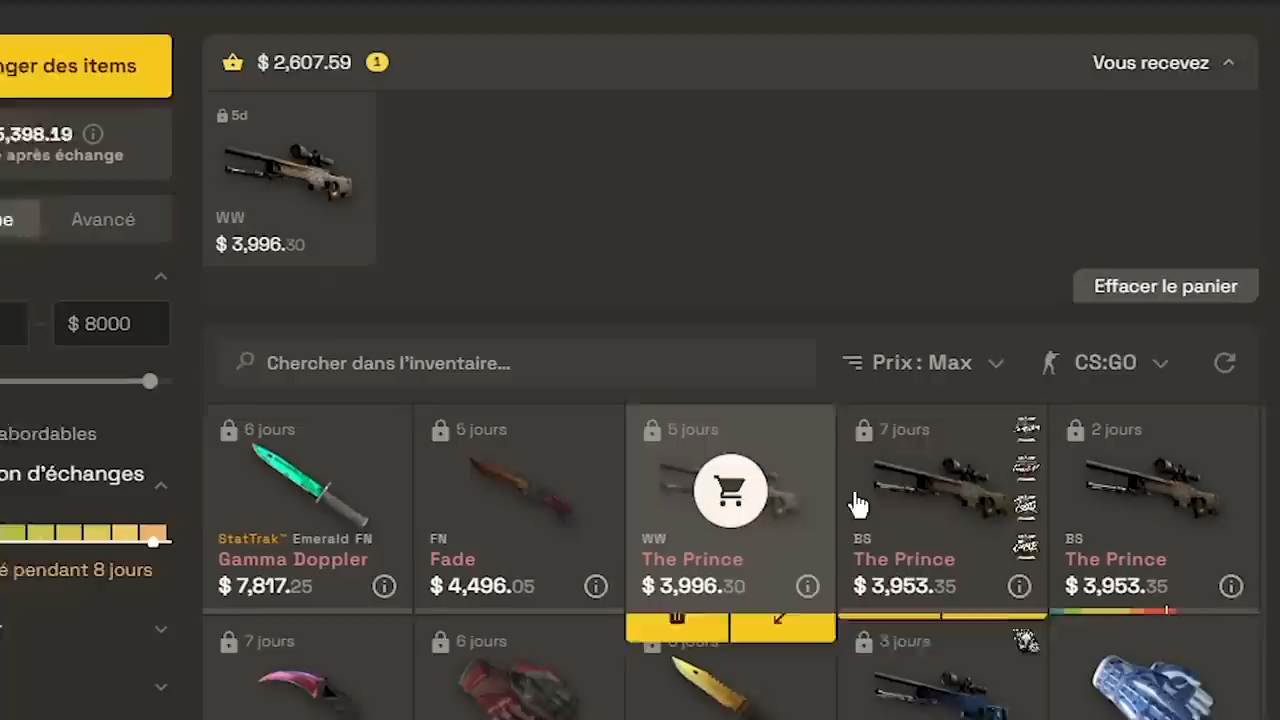 nger des items
$ 2,607.59 1
Vous recevez
5,398.19
après échange
5d
WW
$ 3,996.30
Avancé
Effacer le panier
$ 8000
Chercher dans l'inventaire...
Prix : Max
CS:GO
abordables
on d'échanges
é pendant 8 jours
6 jours
StatTrak™ Emerald FN
Gamma Doppler
$ 7,817.25
5 jours
FN
Fade
$ 4,496.05
5 jours
WW
The Prince
$ 3,996.30
7 jours
BS
The Prince
$ 3,953.35
2 jours
BS
The Prince
$ 3,953.35
7 jours
6 jours
3 jours